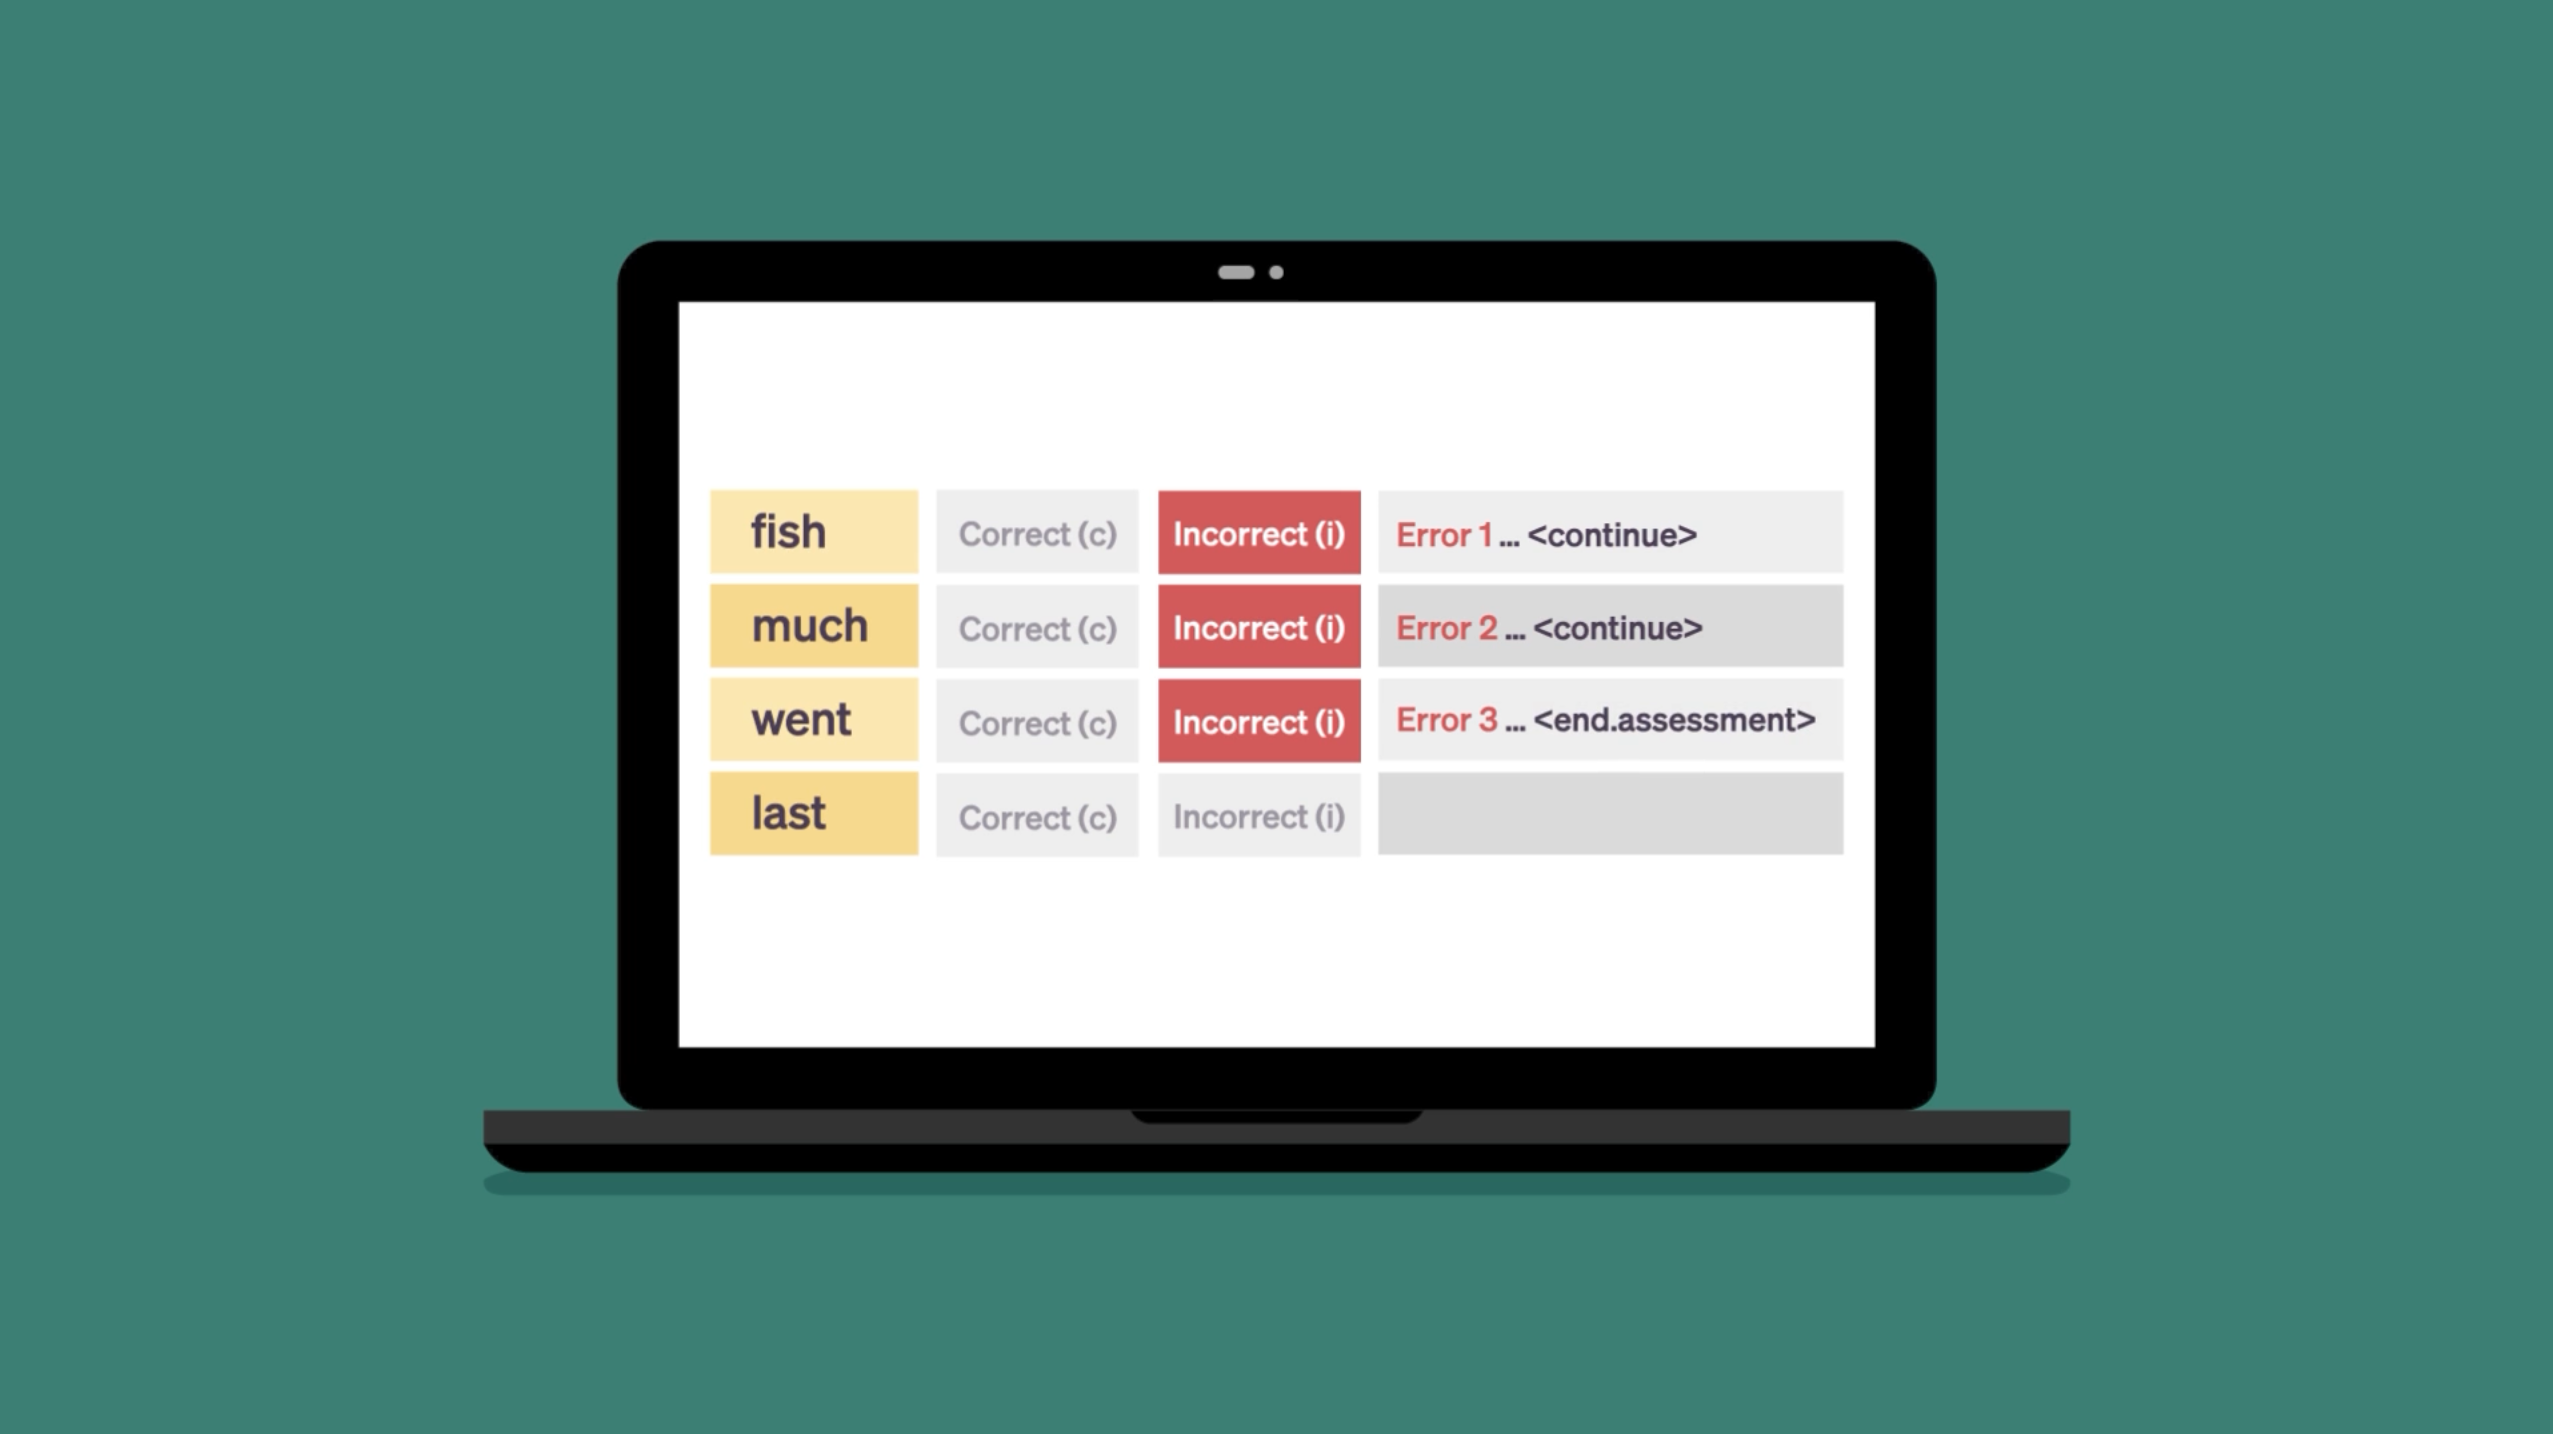 fish Correct (c) Incorrect (i) Error 1 ... <continue>
much Correct (c) Incorrect (i) Error 2 ... <continue>
went Correct (c) Incorrect (i) Error 3 ... <end.assessment>
last Correct (c) Incorrect (i)